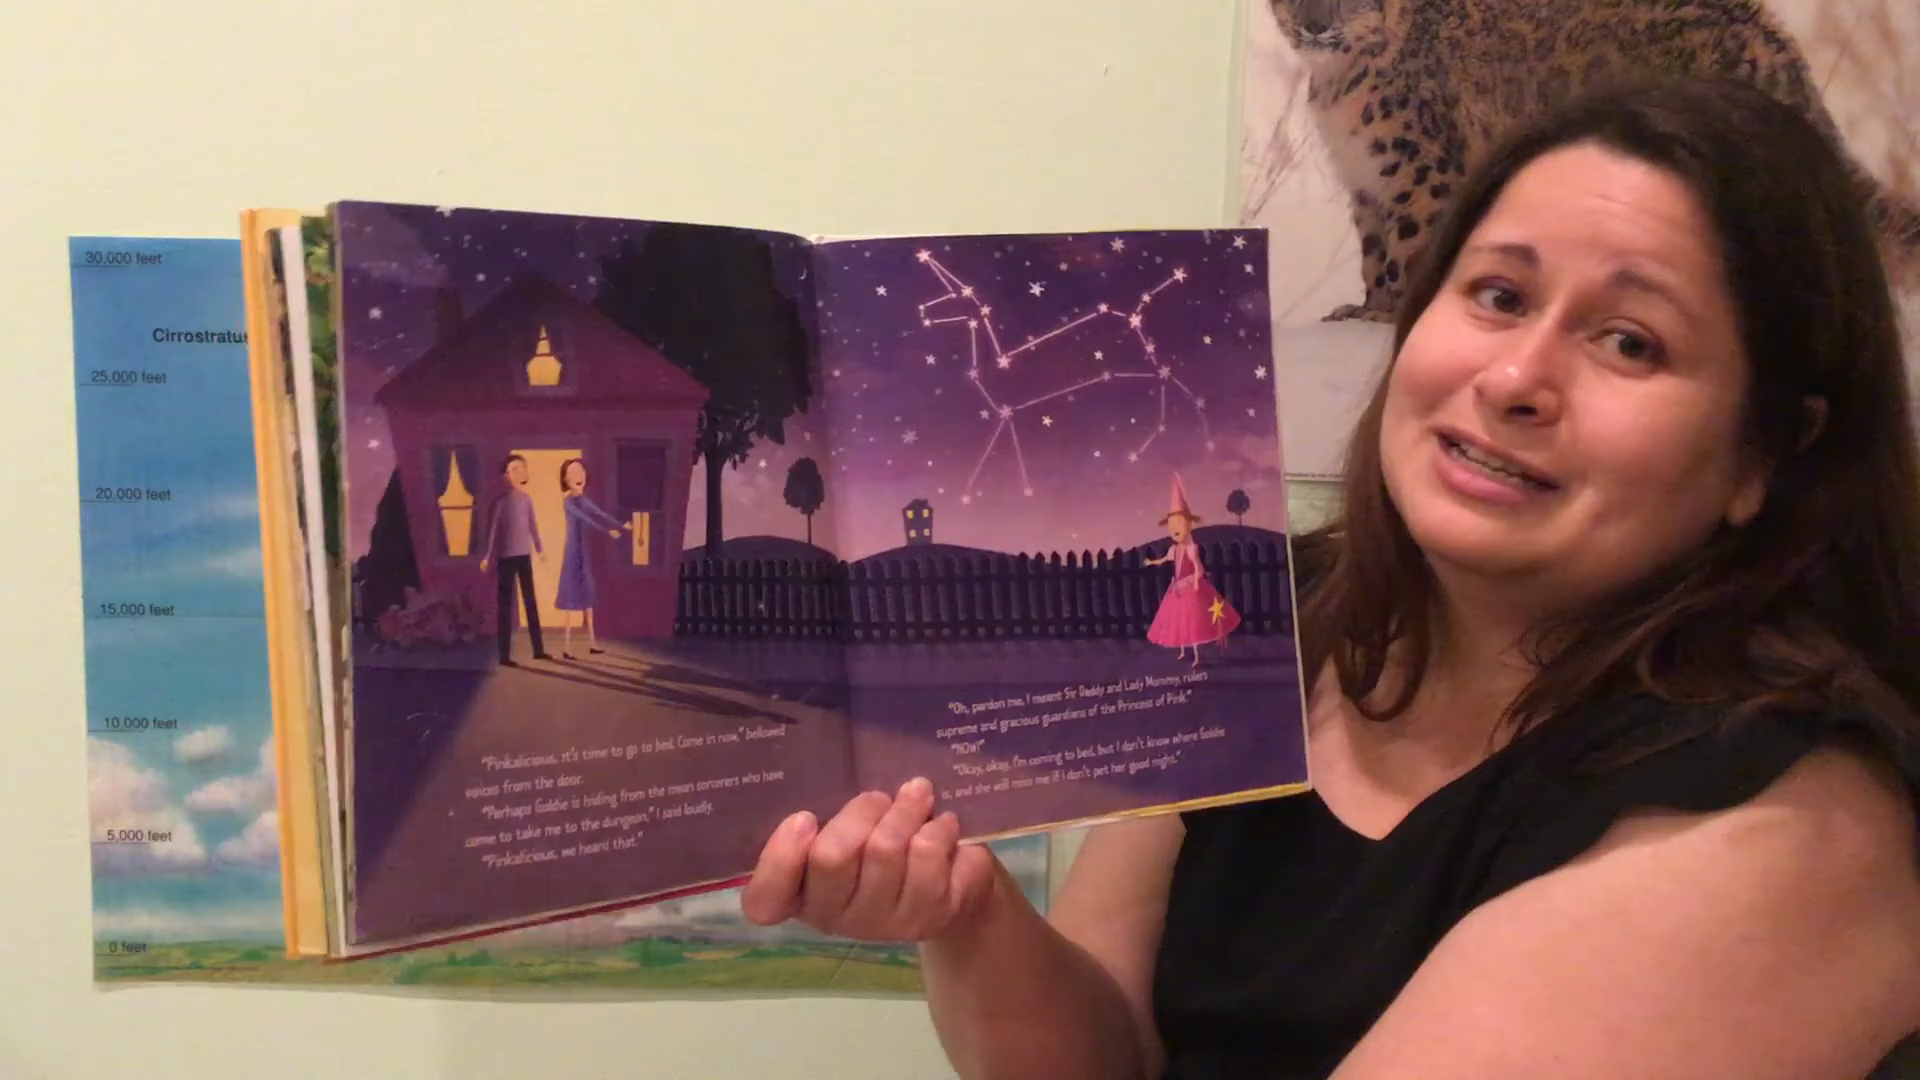 30,000 feet
Cirrostratus
25,000 feet
20,000 feet
15,000 feet
10,000 feet
5,000 feet
0 feet
"Pinkalicious, it's time to go to bed. Come in now," bellowed
voices from the door.
"Perhaps Goldie is hiding from the mean sorcerers who have
come to take me to the dungeon," I said loudly.
"Pinkalicious, we heard that."
"Oh, pardon me, I meant Sir Daddy and Lady Mommy, rulers
supreme and gracious guardians of the Princess of Pink."
"NOW!"
"Okay, okay, I'm coming to bed, but I don't know where Goldie
is, and she will miss me if I don't pet her good night."